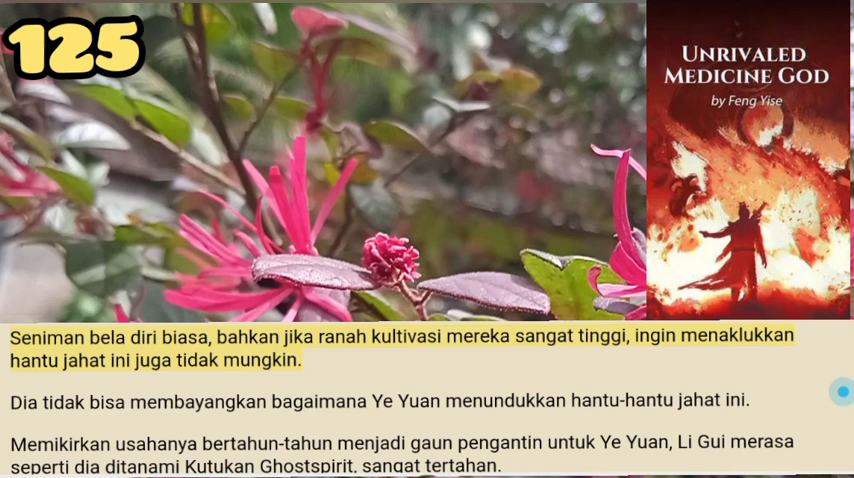 125
UNRIVALED
MEDICINE GOD
by Feng Yise
Seniman bela diri biasa, bahkan jika ranah kultivasi mereka sangat tinggi, ingin menaklukkan
hantu jahat ini juga tidak mungkin.
Dia tidak bisa membayangkan bagaimana Ye Yuan menundukkan hantu-hantu jahat ini.
Memikirkan usahanya bertahun-tahun menjadi gaun pengantin untuk Ye Yuan, Li Gui merasa
seperti dia ditanami Kutukan Ghostspirit, sangat tertahan.